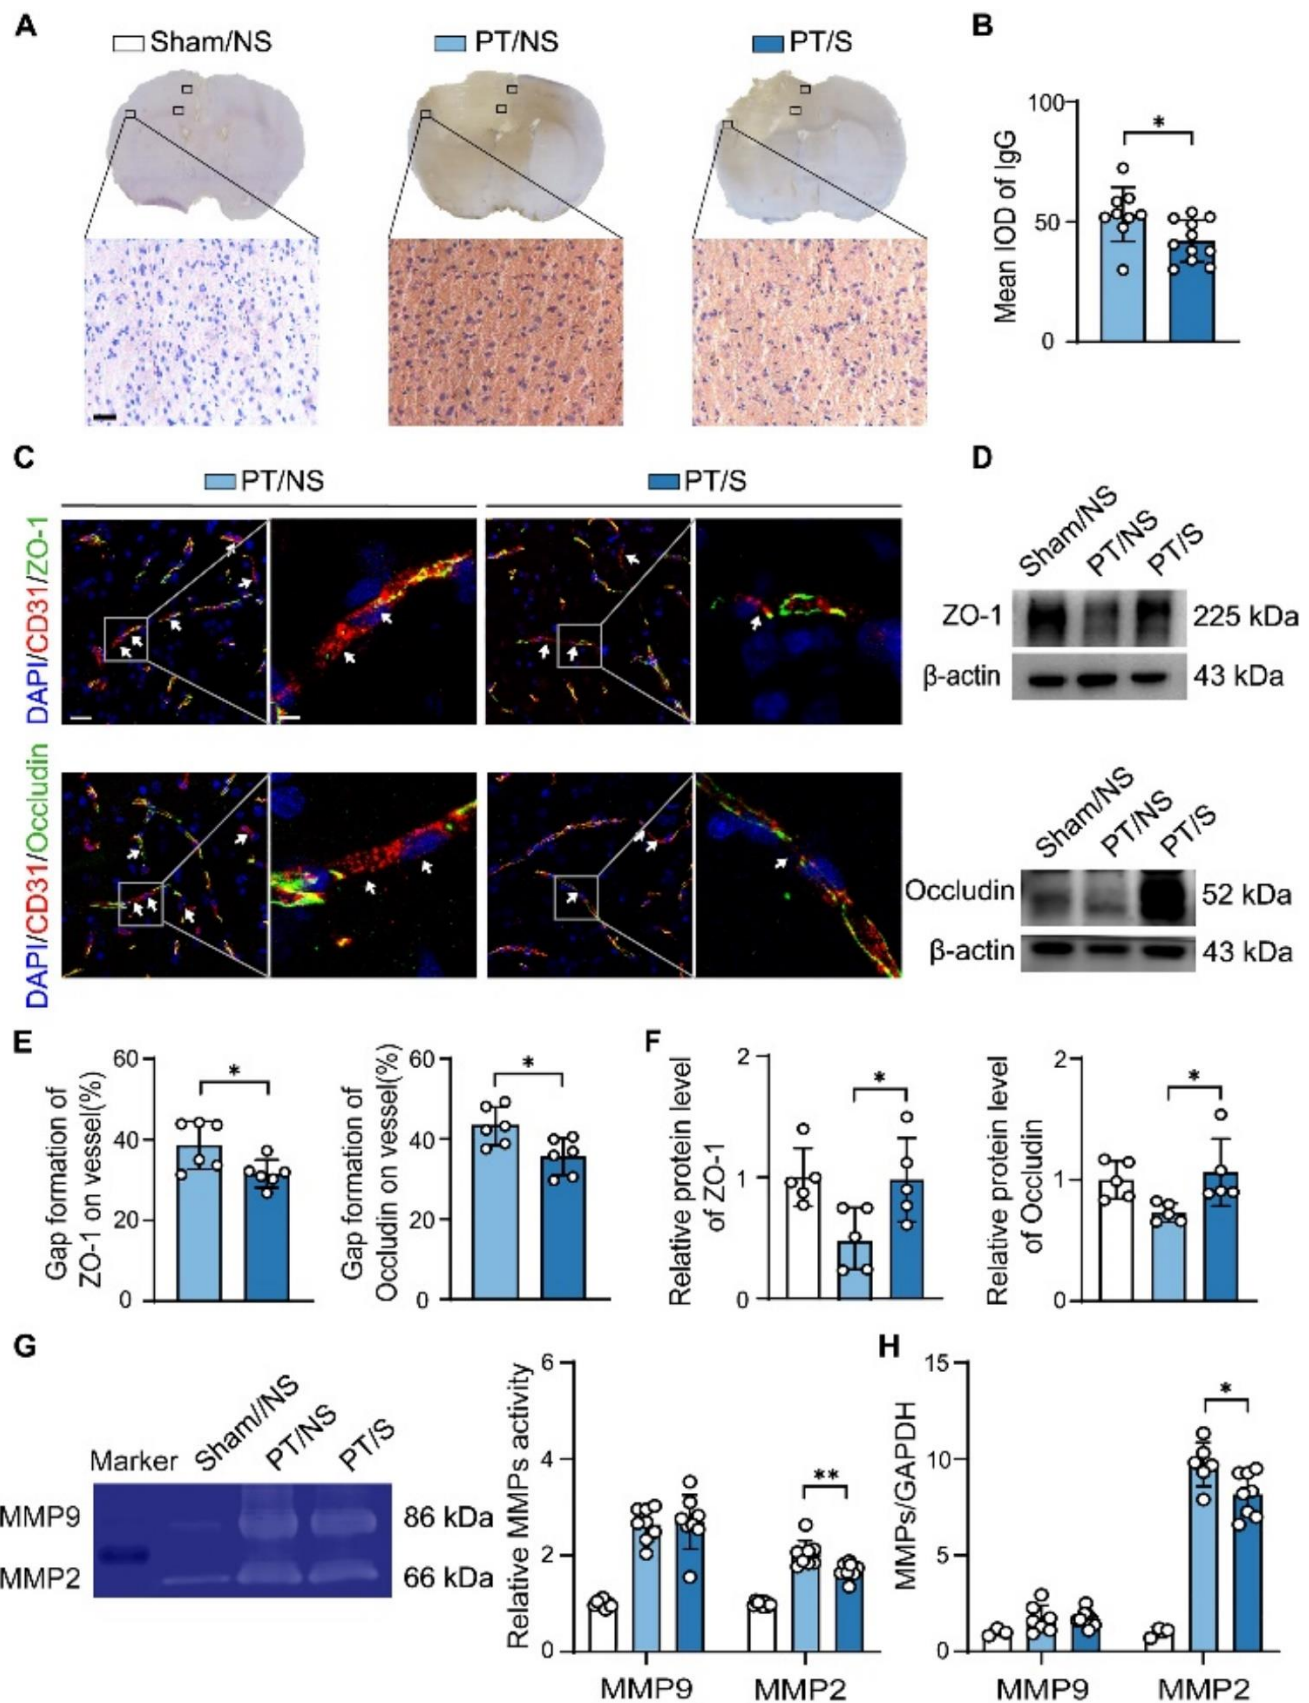 A
Sham/NS
PT/NS
PT/S
B
Mean IOD of IgG
100
50
0
*
C
PT/NS
PT/S
DAPI/CD31/ZO-1
DAPI/CD31/Occludin
D
Sham/NS
PT/NS
PT/S
ZO-1
225 kDa
β-actin
43 kDa
Sham/NS
PT/NS
PT/S
Occludin
52 kDa
β-actin
43 kDa
E
Gap formation of
ZO-1 on vessel(%)
60
40
20
0
*
Gap formation of
Occludin on vessel(%)
60
40
20
0
*
F
Relative protein level
of ZO-1
2
1
0
*
Relative protein level
of Occludin
2
1
0
*
G
Marker
Sham//NS
PT/NS
PT/S
MMP9
86 kDa
MMP2
66 kDa
Relative MMPs activity
6
4
2
0
**
MMP9
MMP2
H
MMPs/GAPDH
15
10
5
0
*
MMP9
MMP2